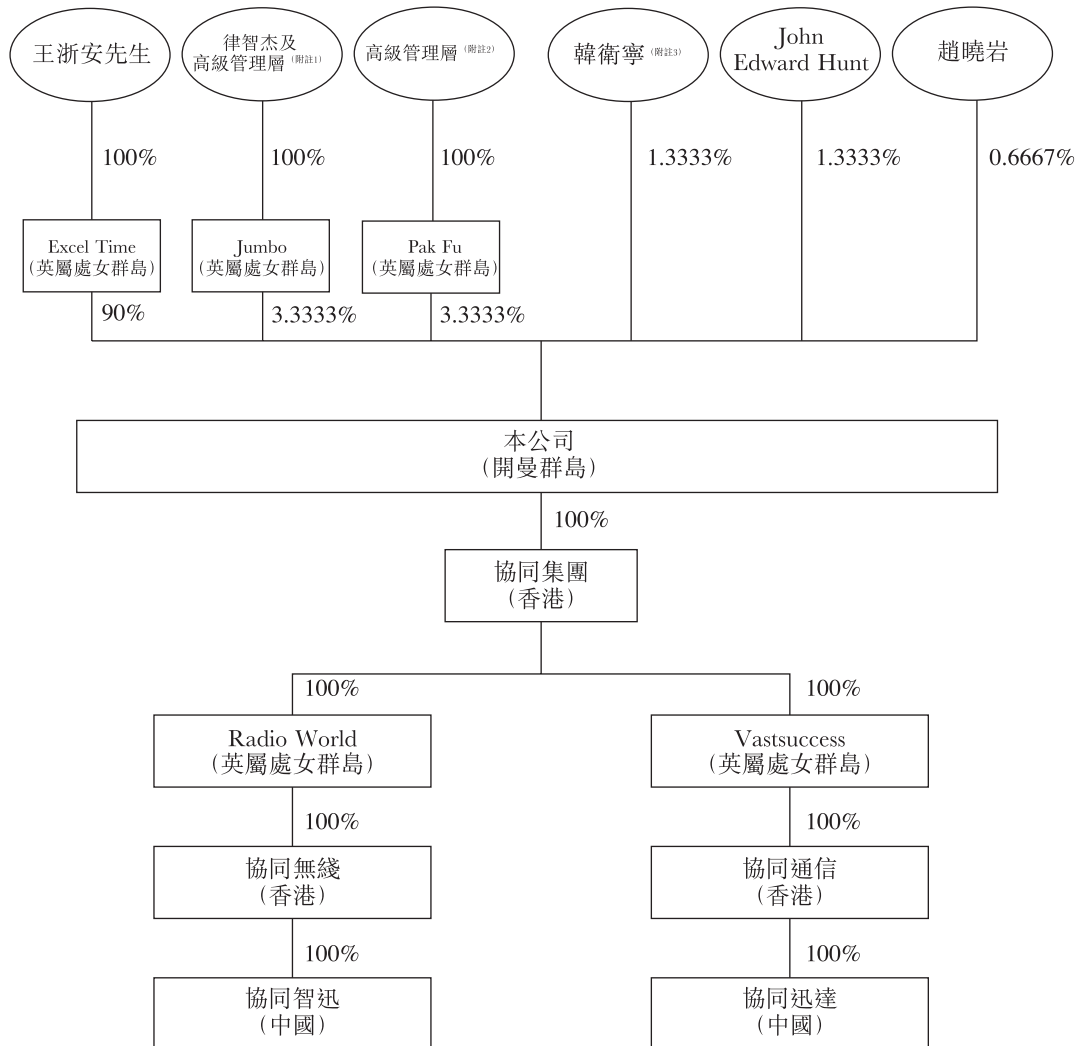 王浙安先生
律智杰及
高級管理層(附註1)
高級管理層(附註2)
韓衛寧(附註3)
John
Edward Hunt
趙曉岩
100%
100%
100%
1.3333%
1.3333%
0.6667%
Excel Time
(英屬處女群島)
Jumbo
(英屬處女群島)
Pak Fu
(英屬處女群島)
90%
3.3333%
3.3333%
本公司
(開曼群島)
100%
協同集團
(香港)
100%
100%
Radio World
(英屬處女群島)
Vastsuccess
(英屬處女群島)
100%
100%
協同無綫
(香港)
協同通信
(香港)
100%
100%
協同智迅
(中國)
協同迅達
(中國)